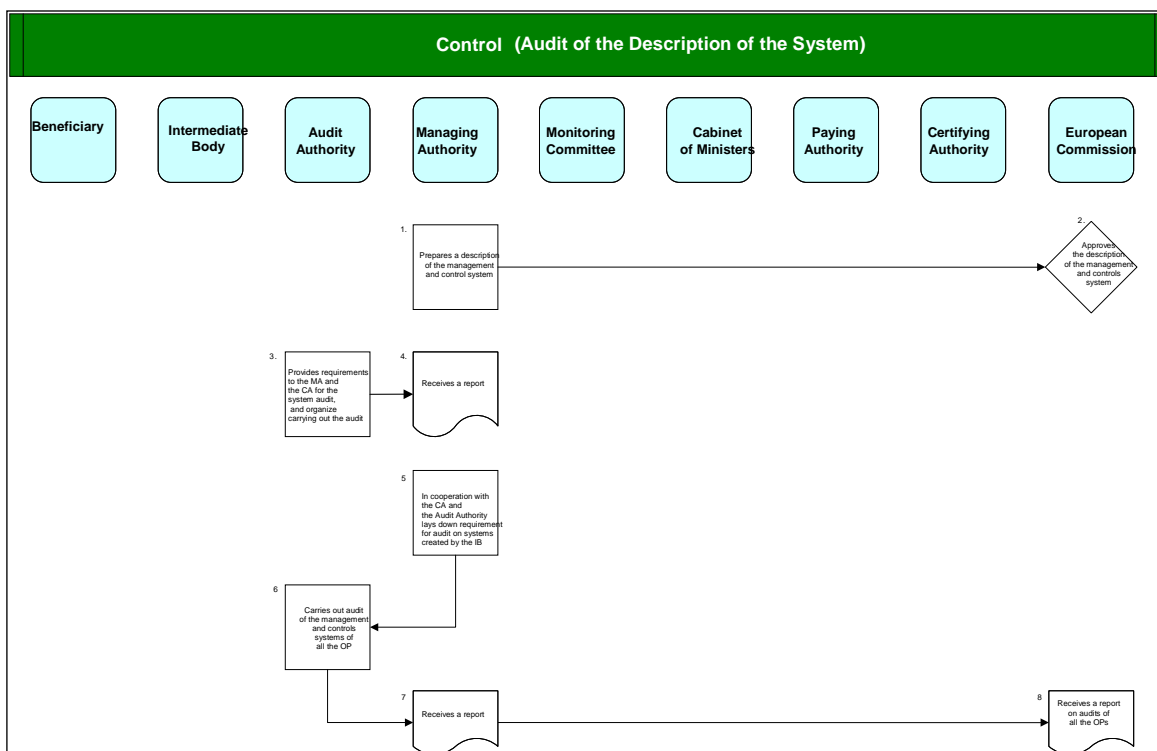 Control (Audit of the Description of the System)
Beneficiary
Intermediate
Body
Audit
Authority
Managing
Authority
Monitoring
Committee
Cabinet
of Ministers
Paying
Authority
Certifying
Authority
European
Commission
1.
Prepares a description
of the management
and control system
2.
Approves
the description
of the management
and controls
system
3.
Provides requirements
to the MA and
the CA for the
system audit,
and organize
carrying out the audit
4.
Receives a report
5
In cooperation with
the CA and
the Audit Authority
lays down requirement
for audit on systems
created by the IB
6
Carries out audit
of the management
and controls
systems of
all the OP
7
Receives a report
8
Receives a report
on audits of
all the OPs